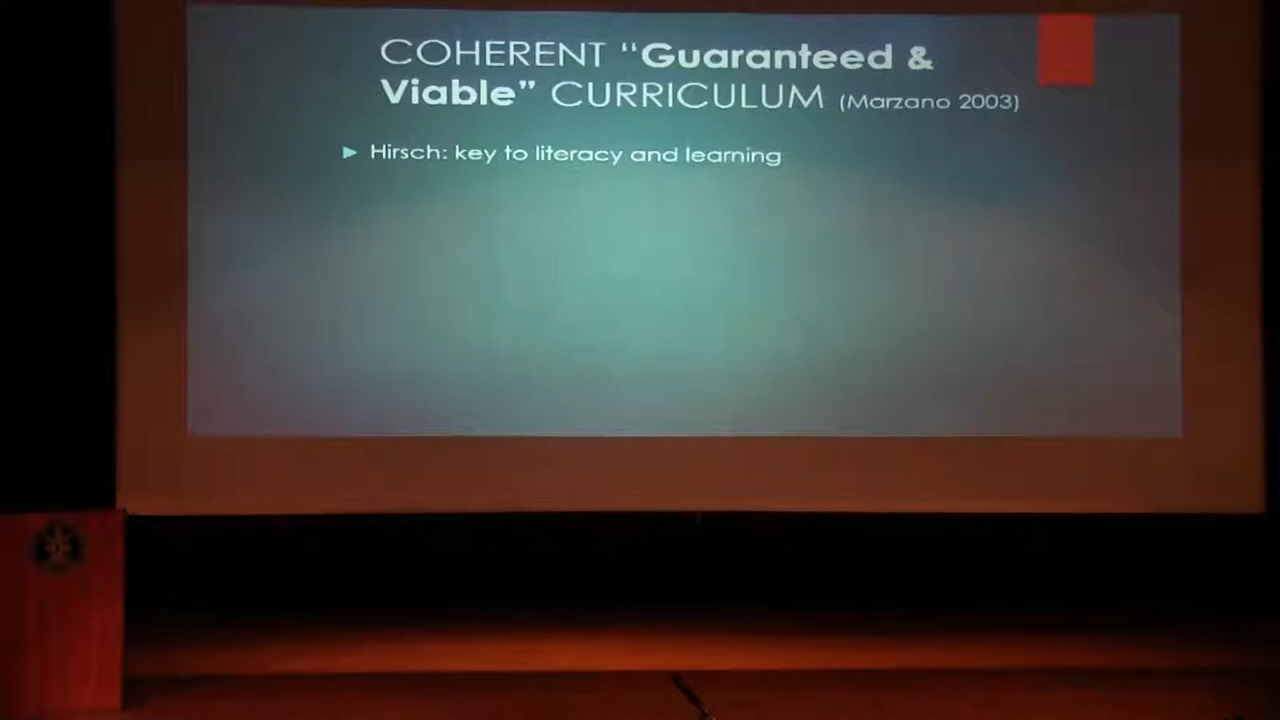 COHERENT “Guaranteed &
Viable” CURRICULUM (Marzano 2003)
Hirsch: key to literacy and learning